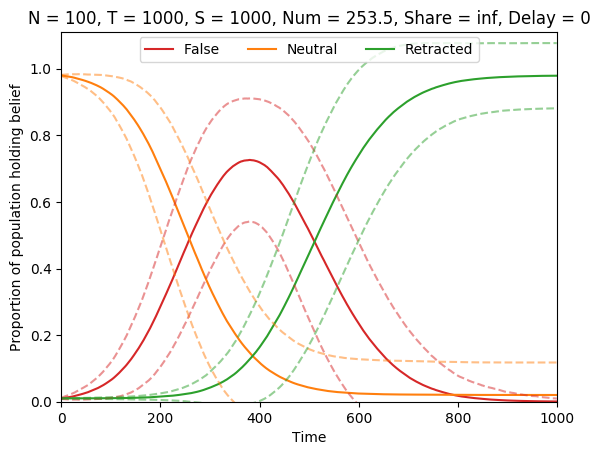 N = 100, T = 1000, S = 1000, Num = 253.5, Share = inf, Delay = 0
False Neutral Retracted
Proportion of population holding belief
1.0
0.8
0.6
0.4
0.2
0.0
0 200 400 600 800 1000
Time